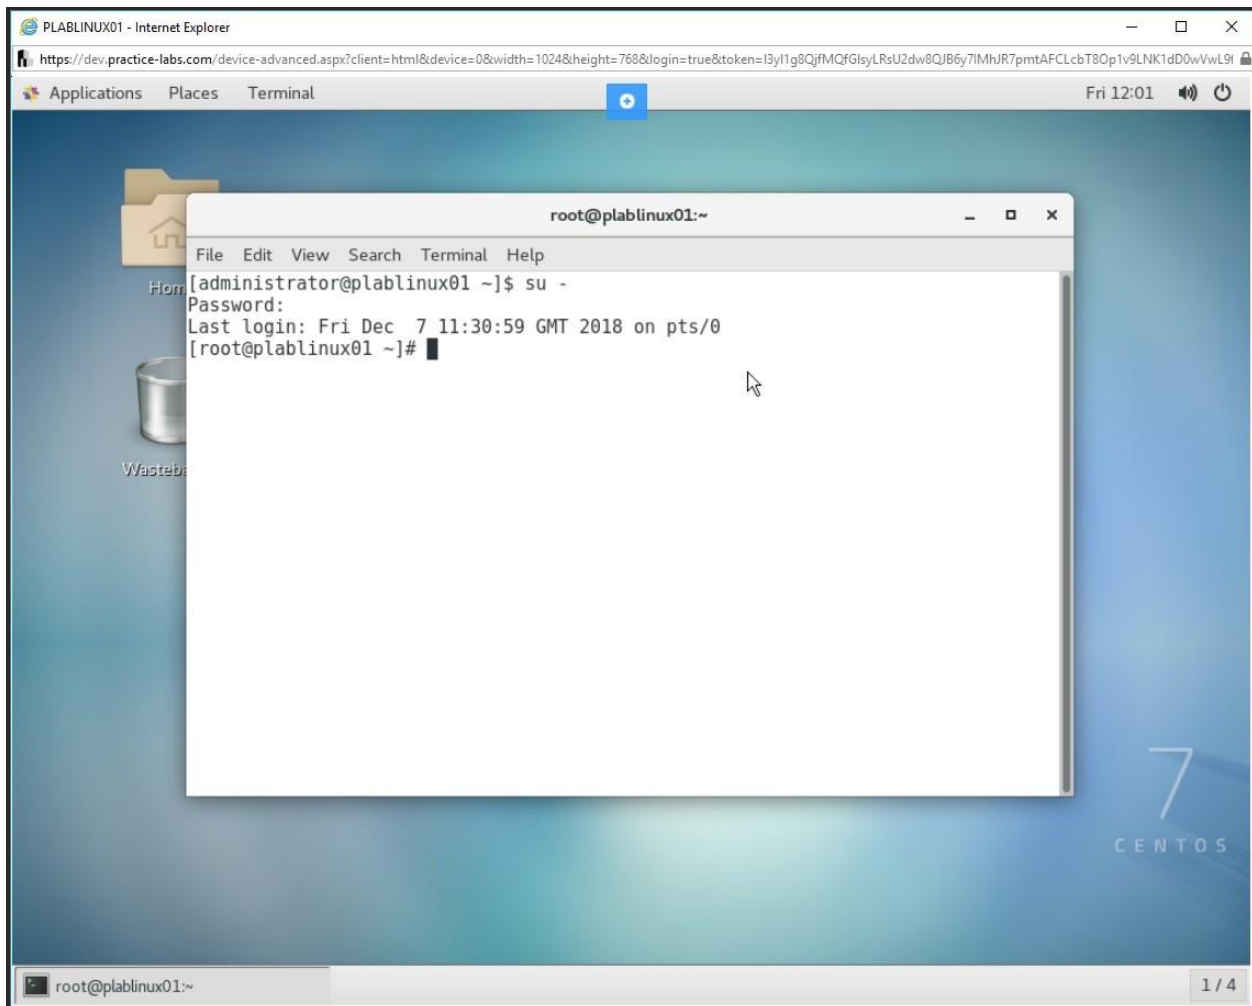 PLABLINUX01 - Internet Explorer
Applications Places Terminal Fri 12:01
root@plablinux01:~
File Edit View Search Terminal Help
[administrator@plablinux01 ~]$ su -
Password:
Last login: Fri Dec  7 11:30:59 GMT 2018 on pts/0
[root@plablinux01 ~]#
7
CENTOS
root@plablinux01:~ 1 / 4